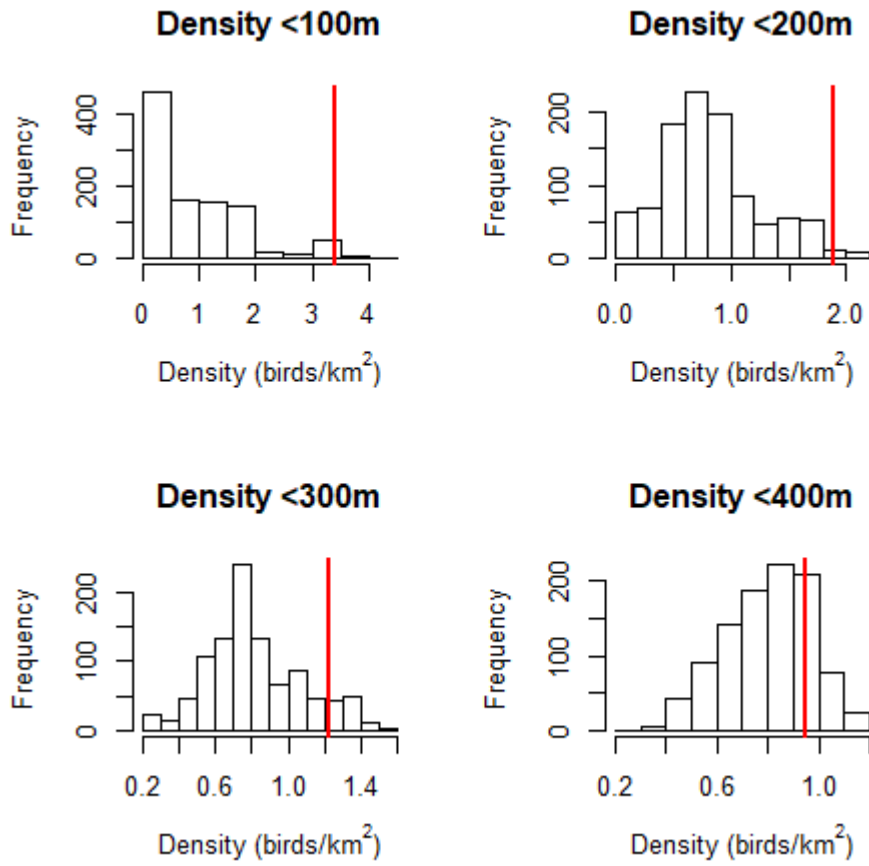 Density <100m
Frequency
0 200 400
0 1 2 3 4
Density (birds/km²)
Density <200m
Frequency
0 100 200
0.0 1.0 2.0
Density (birds/km²)
Density <300m
Frequency
0 100 200
0.2 0.6 1.0 1.4
Density (birds/km²)
Density <400m
Frequency
0 100 200
0.2 0.6 1.0
Density (birds/km²)